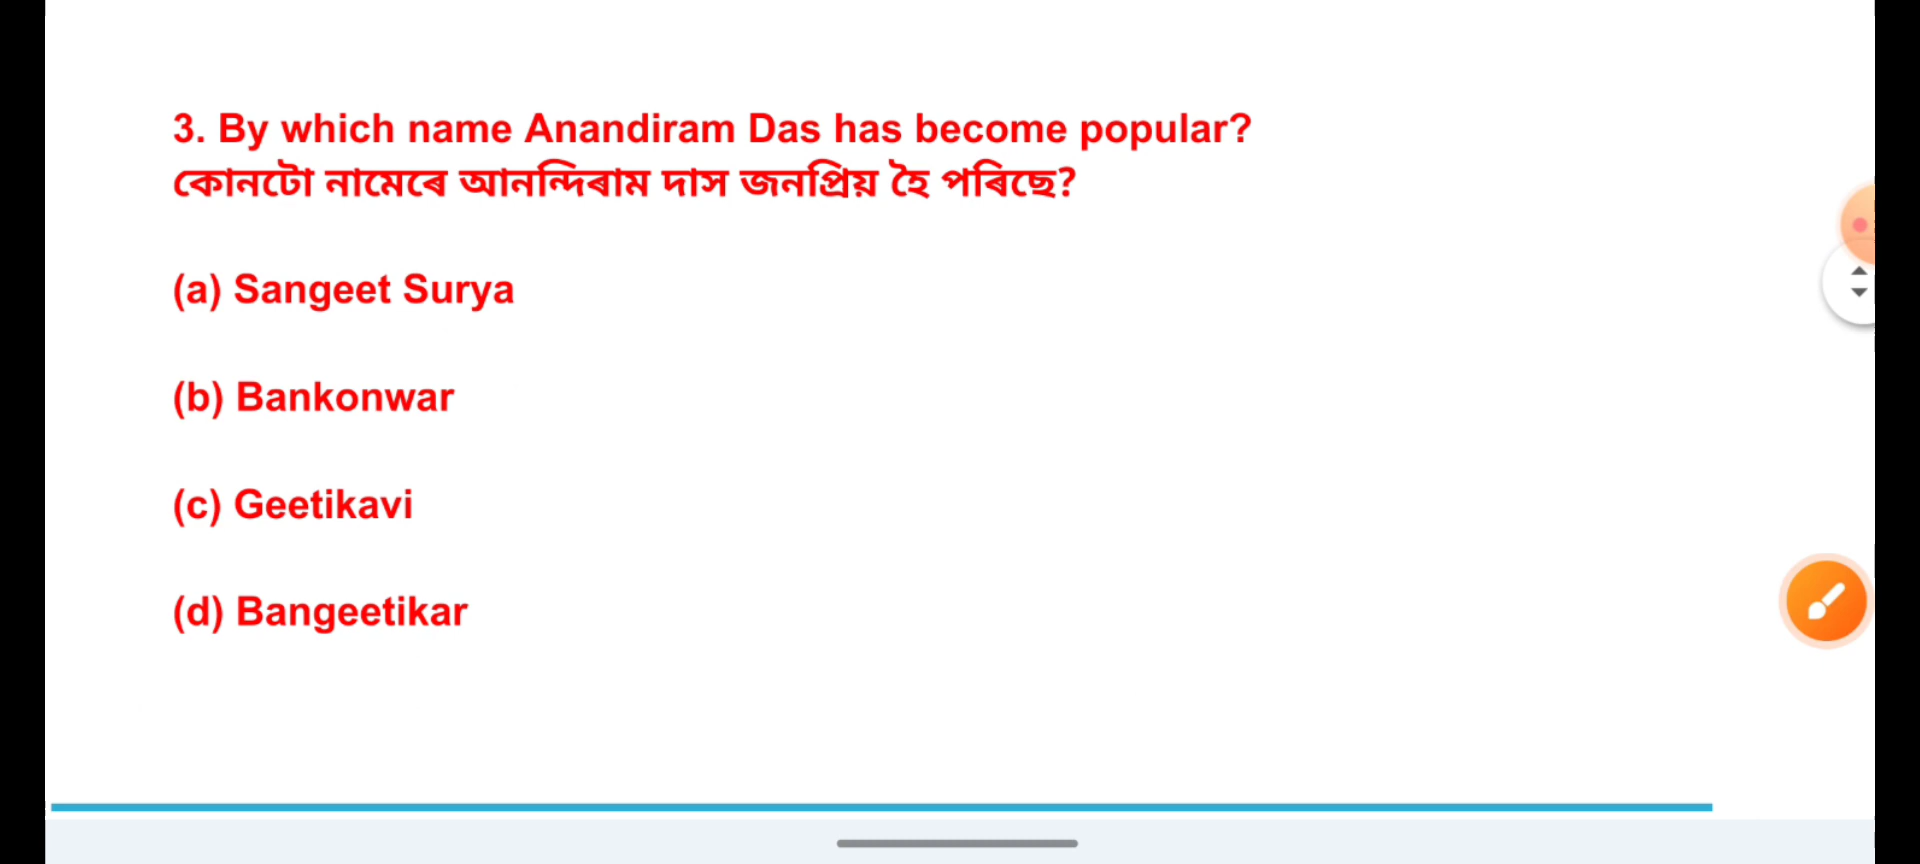 3. By which name Anandiram Das has become popular?
কোনটো নামেৰে আনন্দিৰাম দাস জনপ্ৰিয় হৈ পৰিছে?
(a) Sangeet Surya
(b) Bankonwar
(c) Geetikavi
(d) Bangeetikar